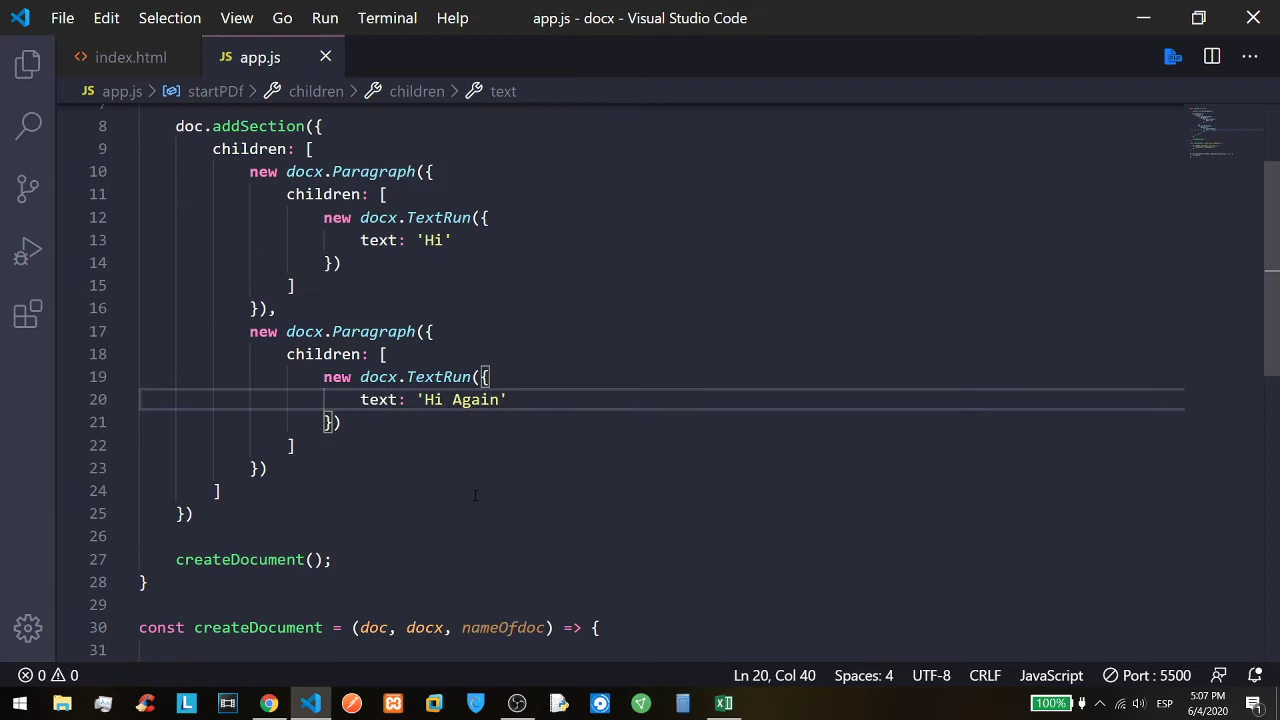 File Edit Selection View Go Run Terminal Help app.js - docx - Visual Studio Code
<> index.html JS app.js
JS app.js > startPDf > children > children > text
8 doc.addSection({
9 children: [
10 new docx.Paragraph({
11 children: [
12 new docx.TextRun({
13 text: 'Hi'
14 })
15 ]
16 }),
17 new docx.Paragraph({
18 children: [
19 new docx.TextRun({
20 text: 'Hi Again'
21 })
22 ]
23 })
24 ]
25 })
26
27 createDocument();
28 }
29
30 const createDocument = (doc, docx, nameOfdoc) => {
31
0 0 Ln 20, Col 40 Spaces: 4 UTF-8 CRLF JavaScript Port : 5500
L 100% ESP 5:07 PM
6/4/2020 1